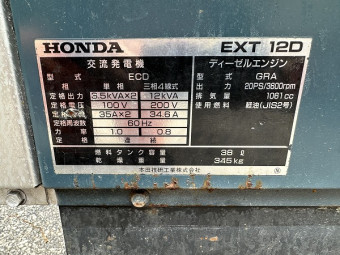 HONDA EXT 12D
交流発電機 ディーゼルエンジン
型式 ECD 型式 GRA
相 単相 三相4線式 出力 20PS/3600rpm
定格出力 3.5kVA×2 12kVA 排気量 1061cc
定格電圧 100V 200V 使用燃料 軽油(JIS2号)
定格 35A×2 34.6A
定格周波数 60Hz
力率 1.0 0.8
定格 連続
燃料タンク容量 38ℓ
乾燥重量 345kg
本田技研工業株式会社